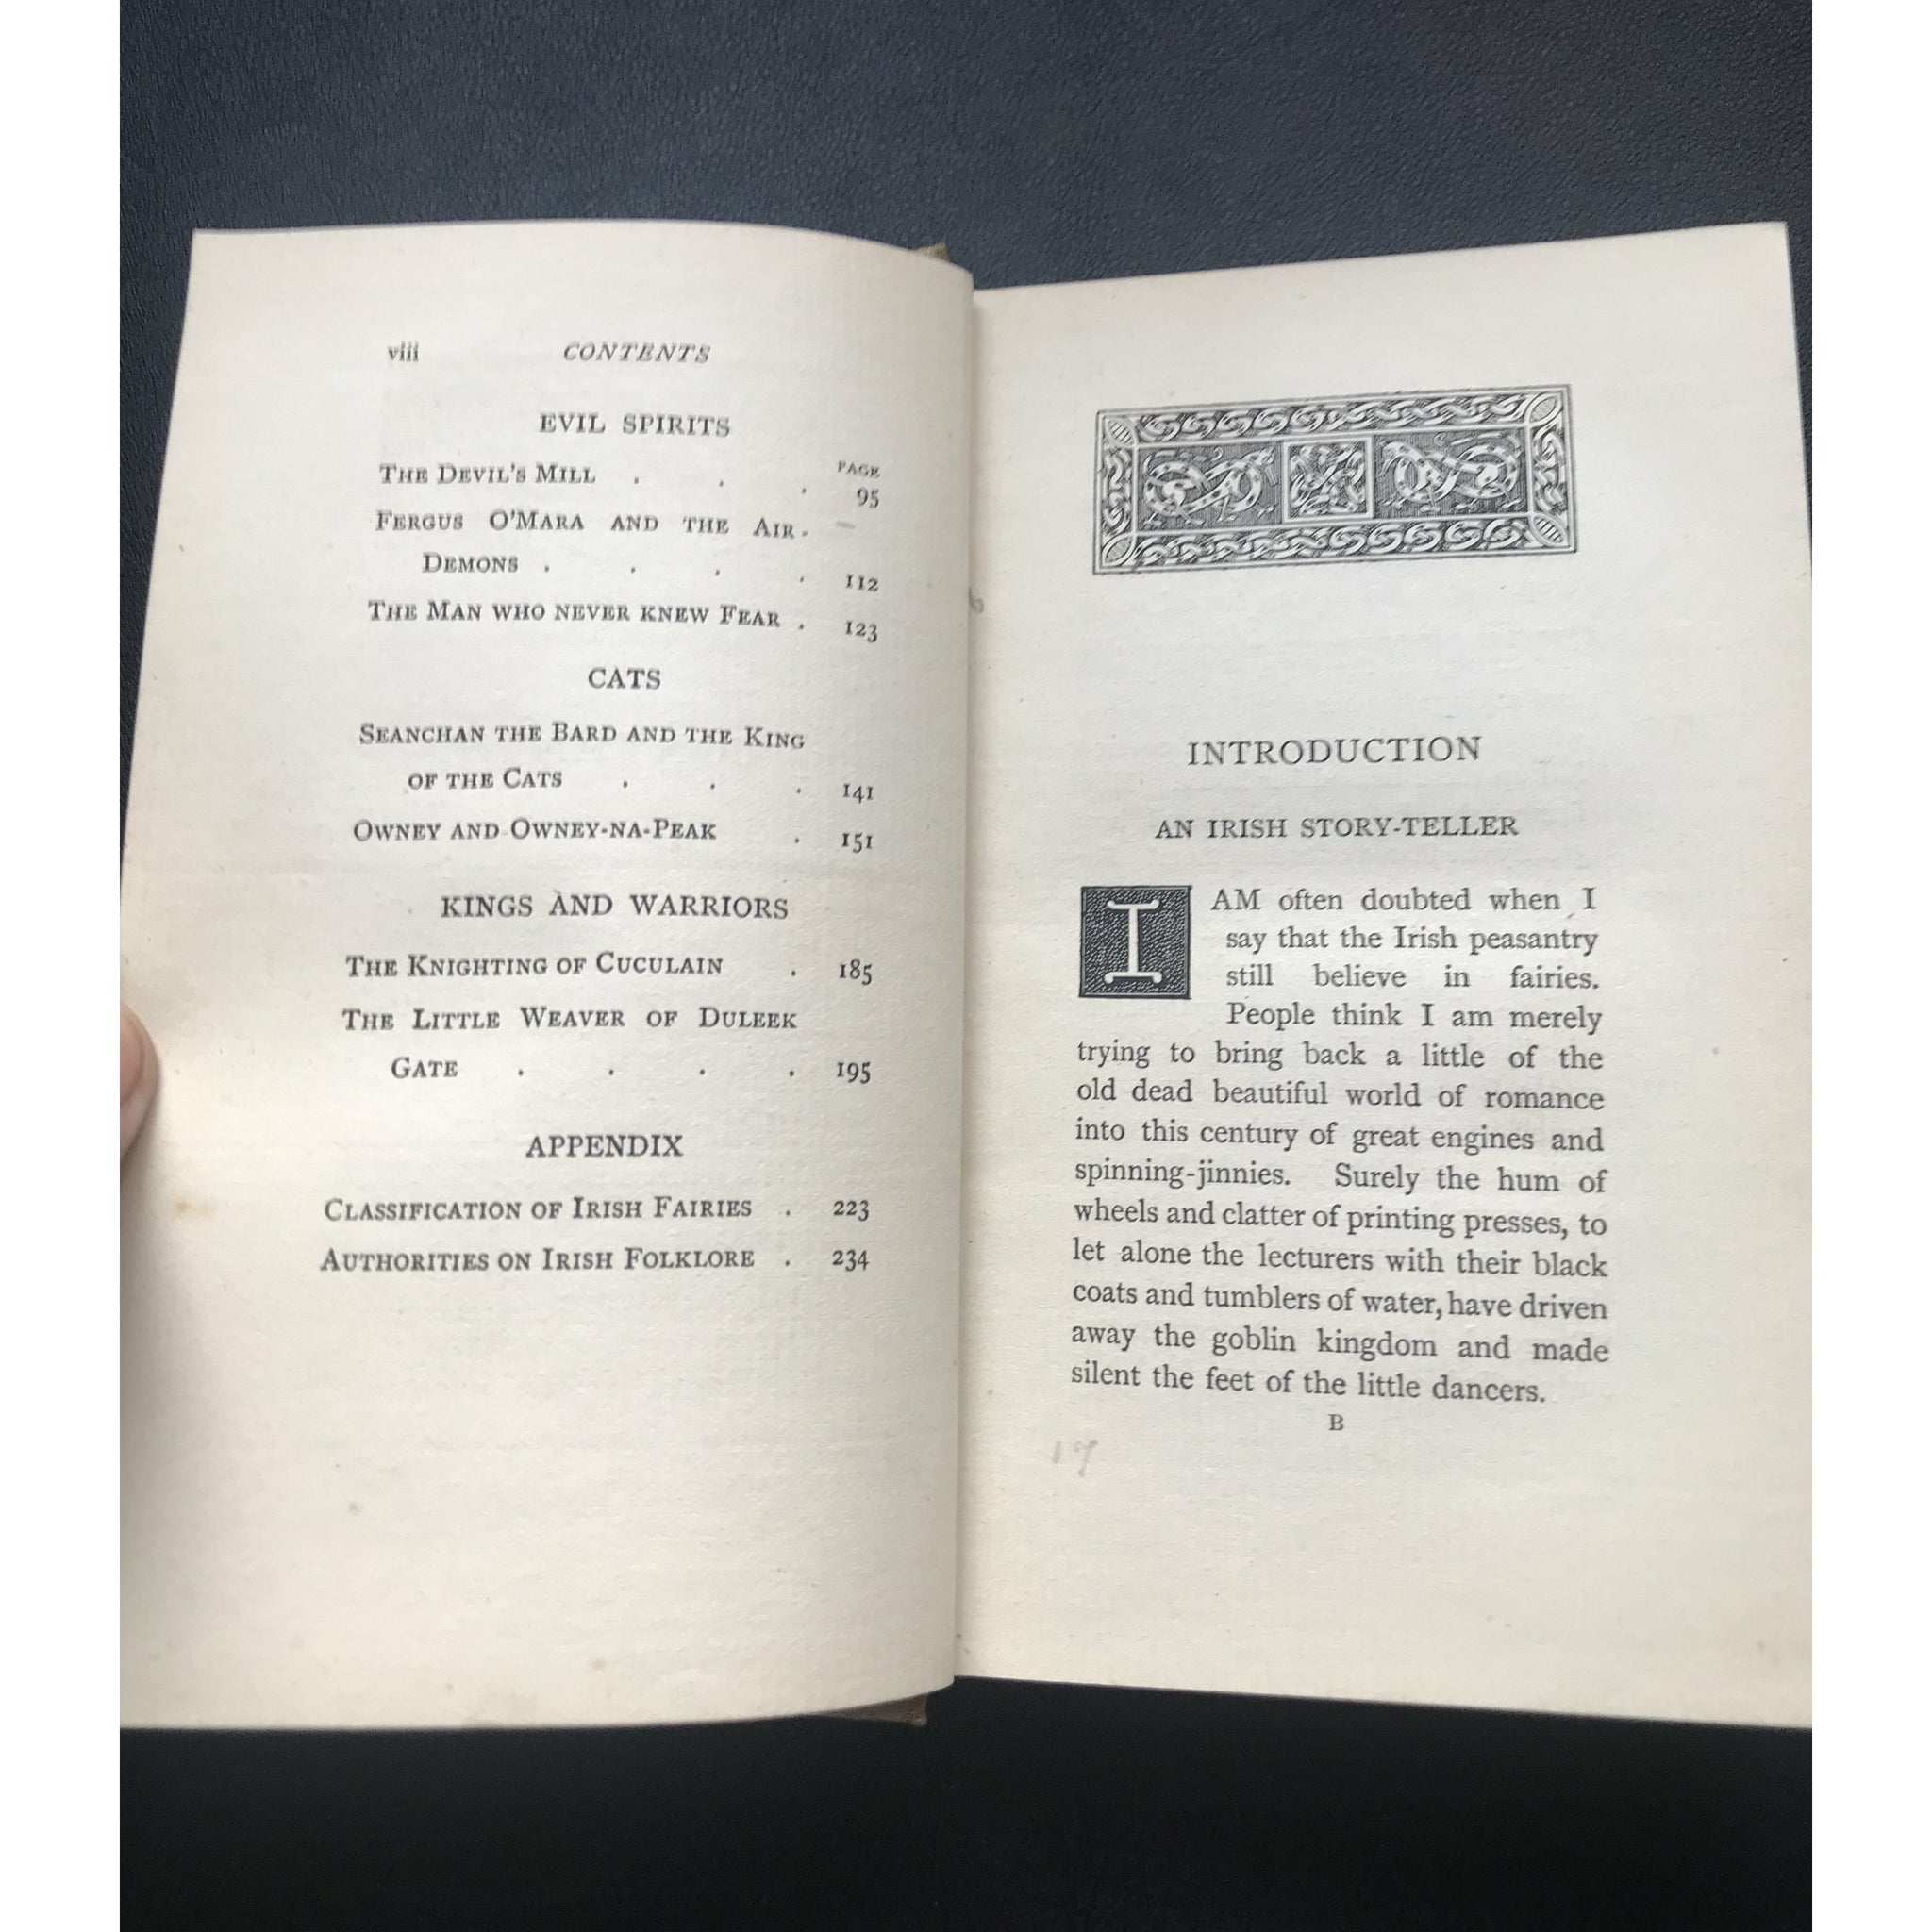 viii CONTENTS
EVIL SPIRITS
PAGE
THE DEVIL'S MILL . . . 95
FERGUS O'MARA AND THE AIR-
DEMONS . . . . 112
THE MAN WHO NEVER KNEW FEAR . 123
CATS
SEANCHAN THE BARD AND THE KING
OF THE CATS . . . 141
OWNEY AND OWNEY-NA-PEAK . 151
KINGS AND WARRIORS
THE KNIGHTING OF CUCULAIN . 185
THE LITTLE WEAVER OF DULEEK
GATE . . . . 195
APPENDIX
CLASSIFICATION OF IRISH FAIRIES . 223
AUTHORITIES ON IRISH FOLKLORE . 234
INTRODUCTION
AN IRISH STORY-TELLER
I AM often doubted when I
say that the Irish peasantry
still believe in fairies.
People think I am merely
trying to bring back a little of the
old dead beautiful world of romance
into this century of great engines and
spinning-jinnies. Surely the hum of
wheels and clatter of printing presses, to
let alone the lecturers with their black
coats and tumblers of water, have driven
away the goblin kingdom and made
silent the feet of the little dancers.
B